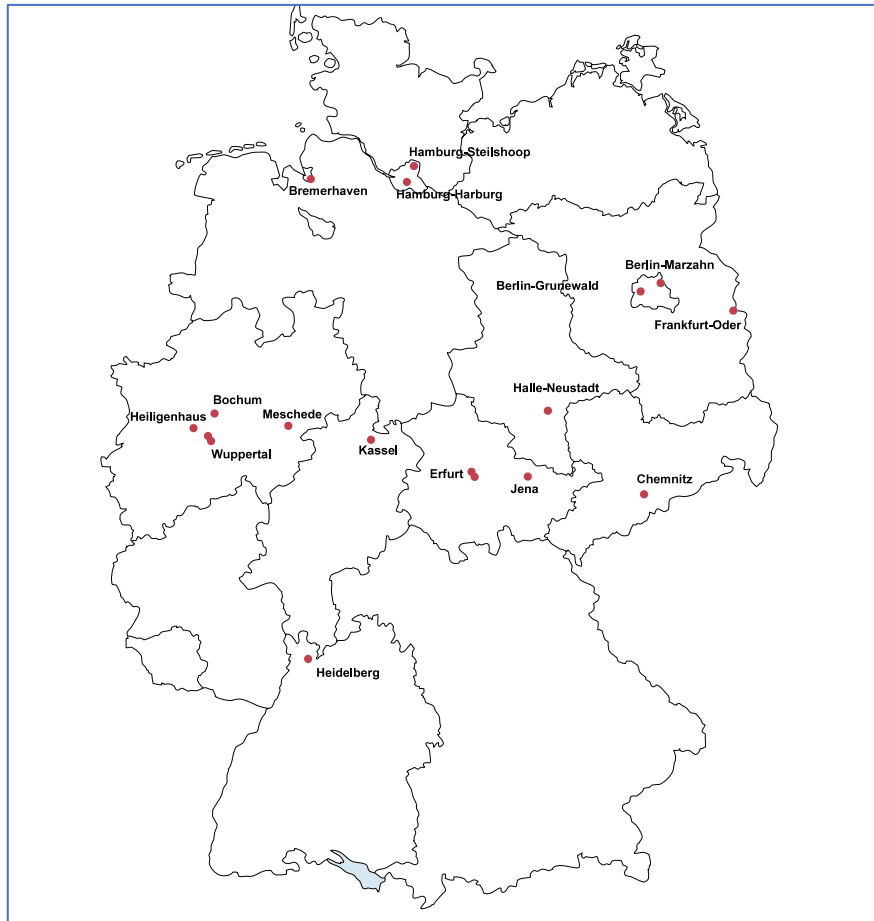 Hamburg-Steilshoop
Bremerhaven
Hamburg-Harburg
Berlin-Marzahn
Berlin-Grunewald
Frankfurt-Oder
Halle-Neustadt
Bochum
Heiligenhaus
Meschede
Wuppertal
Kassel
Erfurt
Jena
Chemnitz
Heidelberg